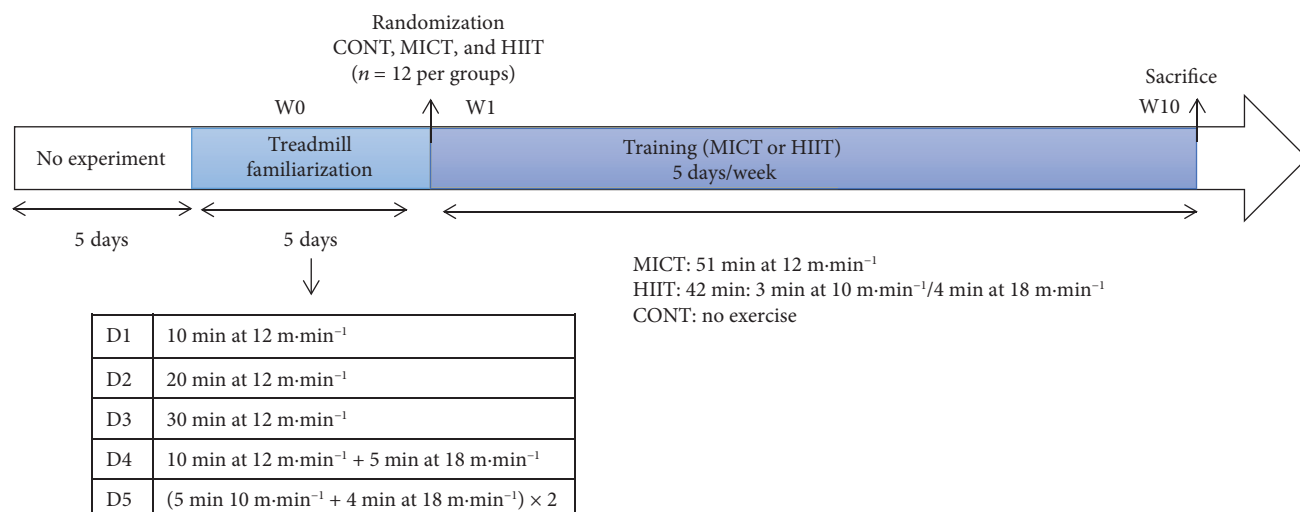 Randomization
CONT, MICT, and HIIT
(n = 12 per groups)
Sacrifice
W0
W1
W10
No experiment
Treadmill
familiarization
Training (MICT or HIIT)
5 days/week
5 days
5 days
MICT: 51 min at 12 m·min⁻¹
HIIT: 42 min: 3 min at 10 m·min⁻¹/4 min at 18 m·min⁻¹
CONT: no exercise
D1 10 min at 12 m·min⁻¹
D2 20 min at 12 m·min⁻¹
D3 30 min at 12 m·min⁻¹
D4 10 min at 12 m·min⁻¹ + 5 min at 18 m·min⁻¹
D5 (5 min 10 m·min⁻¹ + 4 min at 18 m·min⁻¹) × 2